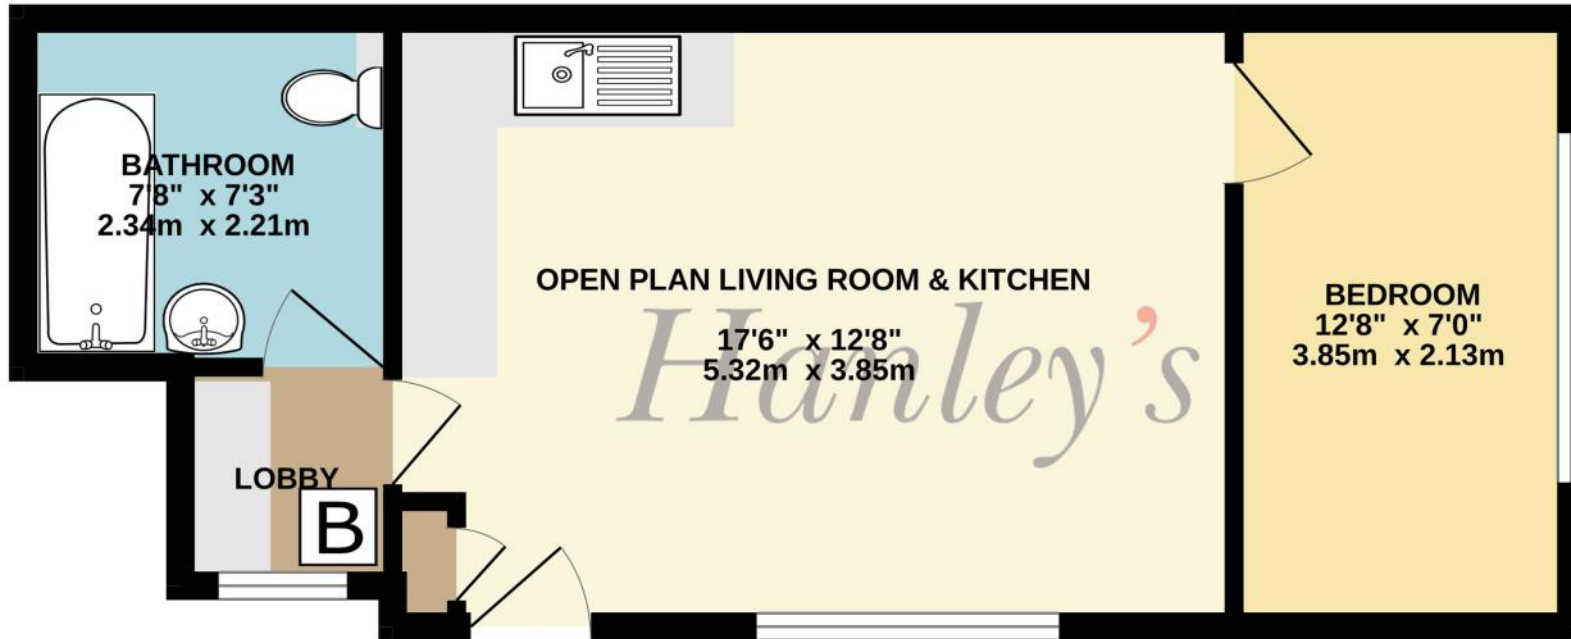 BATHROOM
7'8" x 7'3"
2.34m x 2.21m
OPEN PLAN LIVING ROOM & KITCHEN
17'6" x 12'8"
5.32m x 3.85m
Hamley's
BEDROOM
12'8" x 7'0"
3.85m x 2.13m
LOBBY
B